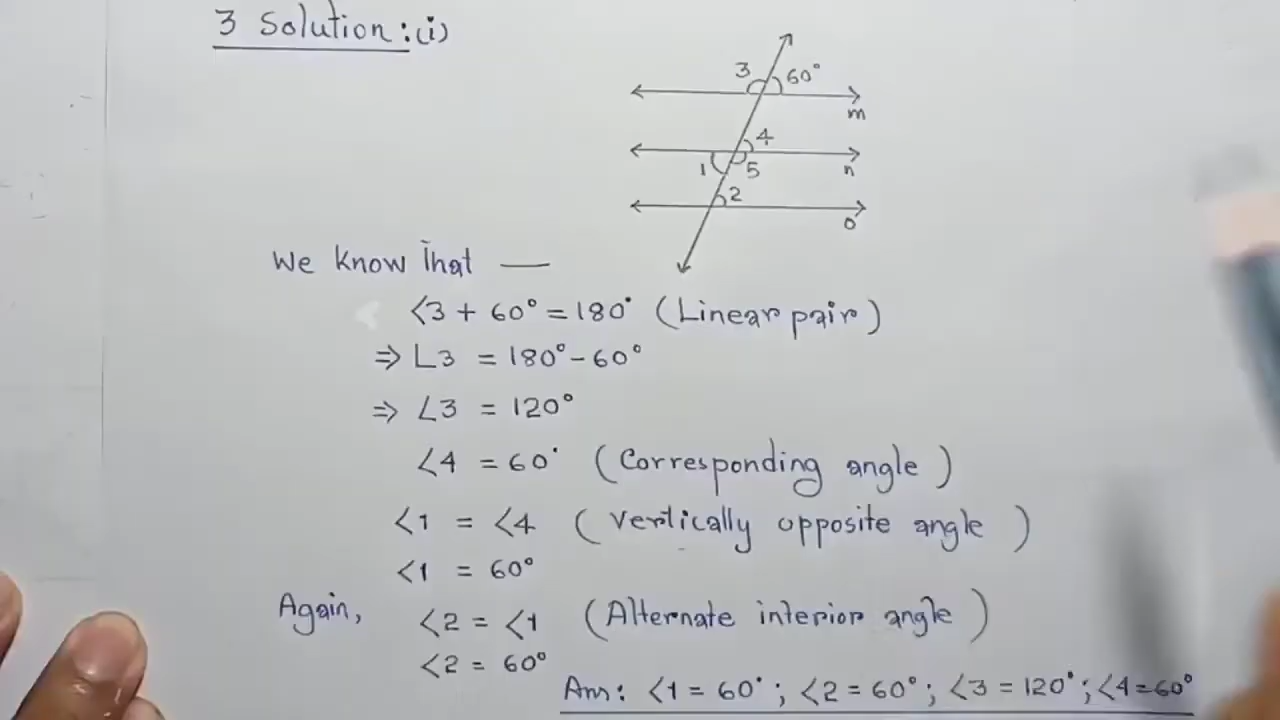 3 Solution :(i)
3 60°
m
4
1 5 n
2
o
We know that —
<3 + 60° = 180° (Linear pair)
⇒ ∟3 = 180° - 60°
⇒ ∠3 = 120°
<4 = 60° (Corresponding angle)
<1 = <4 (Vertically opposite angle)
<1 = 60°
Again, <2 = <1 (Alternate interior angle)
<2 = 60°
Ans: <1 = 60° ; <2 = 60° ; <3 = 120° ; <4 = 60°